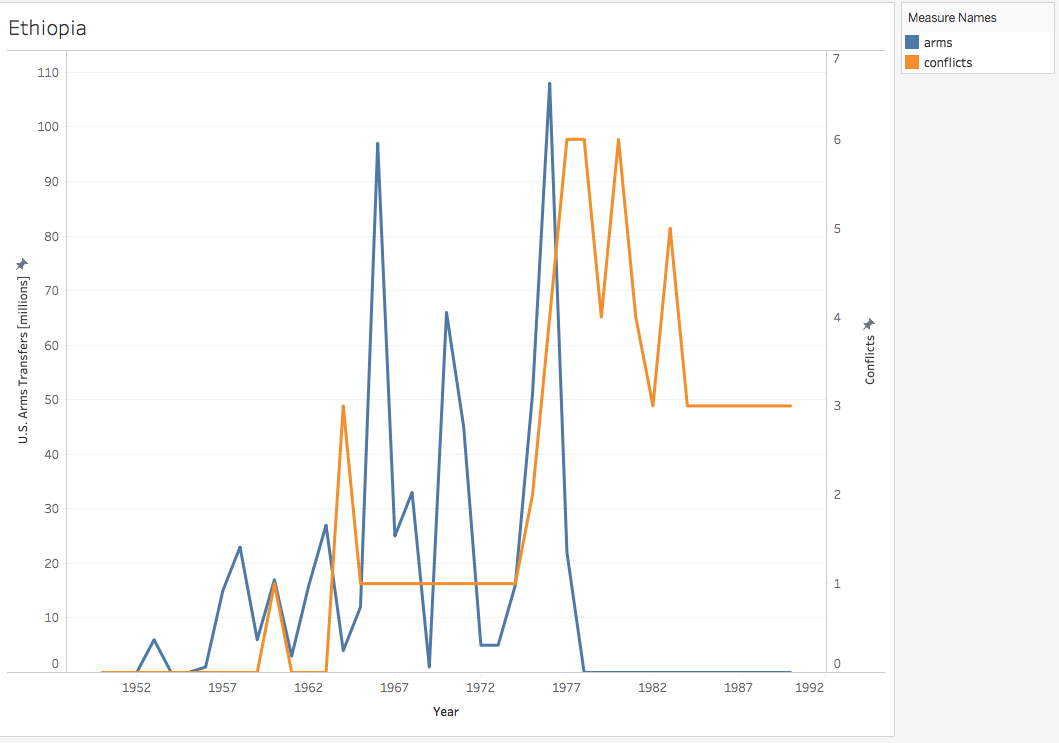 Ethiopia
Measure Names
arms
conflicts
110
100
90
80
70
60
50
40
30
20
10
0
U.S. Arms Transfers [millions]
7
6
5
4
3
2
1
0
Conflicts
1952 1957 1962 1967 1972 1977 1982 1987 1992
Year